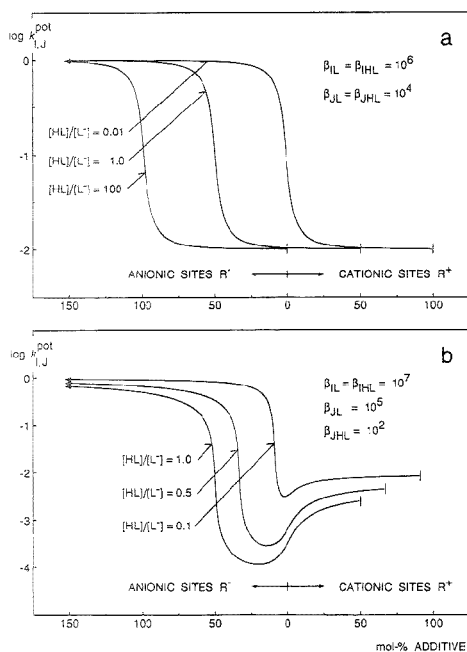 log k^pot_I,J
a
0
-1
-2
β_IL = β_IHL = 10^6
β_JL = β_JHL = 10^4
[HL]/[L⁻] = 0.01
[HL]/[L⁻] = 1.0
[HL]/[L⁻] = 100
ANIONIC SITES R⁻
CATIONIC SITES R⁺
150 100 50 0 50 100
log k^pot_I,J
b
0
-1
-2
-3
-4
β_IL = β_IHL = 10^7
β_JL = 10^5
β_JHL = 10^2
[HL]/[L⁻] = 1.0
[HL]/[L⁻] = 0.5
[HL]/[L⁻] = 0.1
ANIONIC SITES R⁻
CATIONIC SITES R⁺
150 100 50 0 50 100
mol-% ADDITIVE